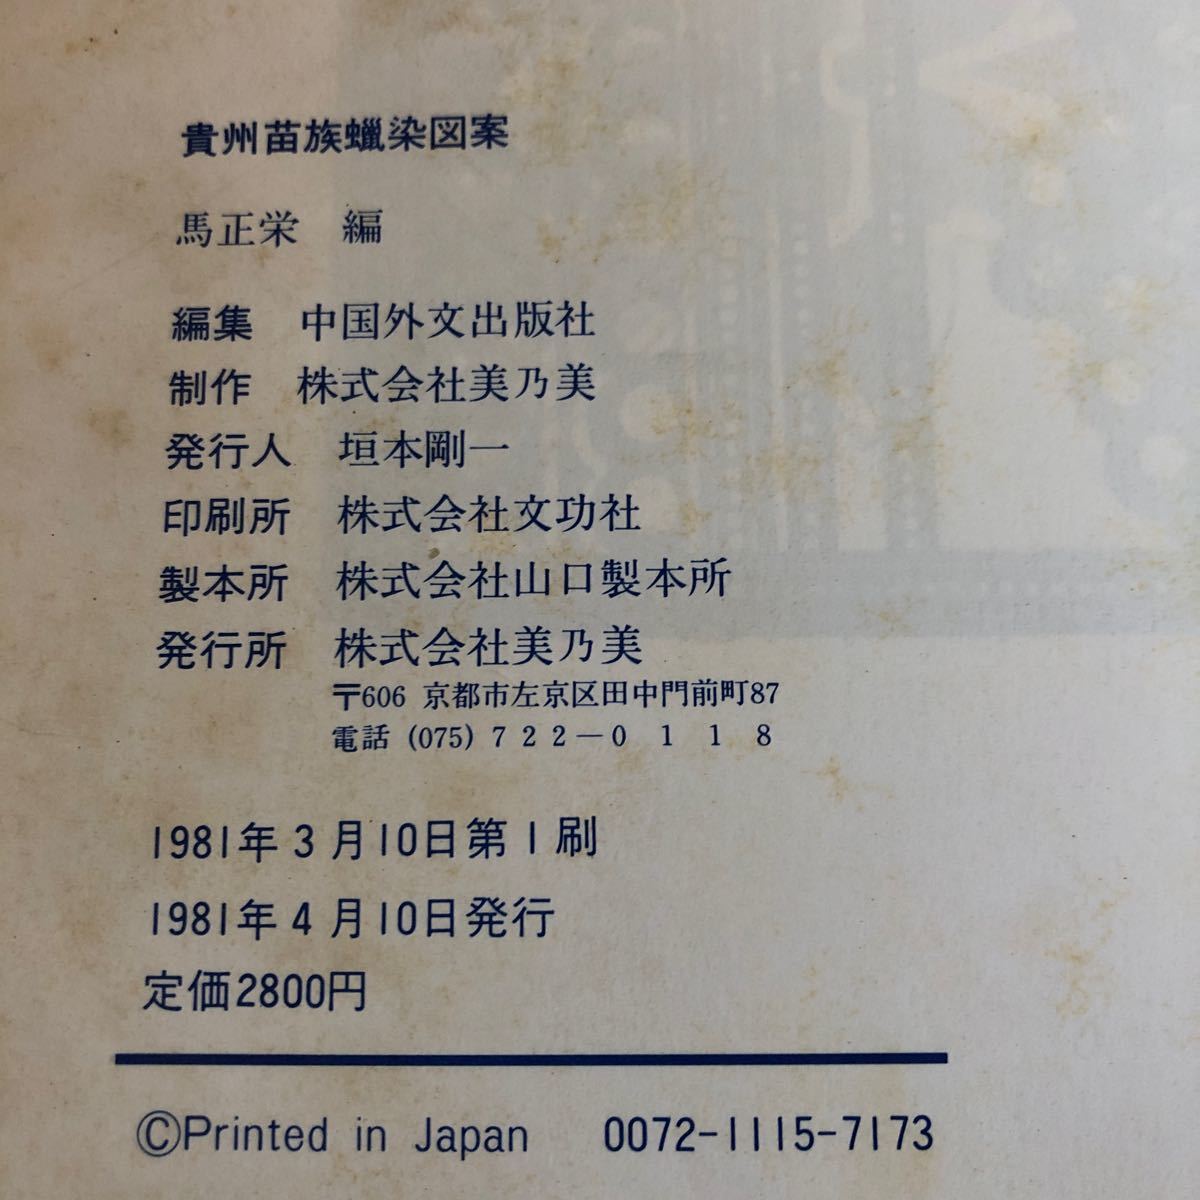 貴州苗族蠟染図案
馬正栄 編
編集 中国外文出版社
制作 株式会社美乃美
発行人 垣本剛一
印刷所 株式会社文功社
製本所 株式会社山口製本所
発行所 株式会社美乃美
〒606 京都市左京区田中門前町87
電話 (075) 722-0118
1981年3月10日第1刷
1981年4月10日発行
定価2800円
©Printed in Japan 0072-1115-7173